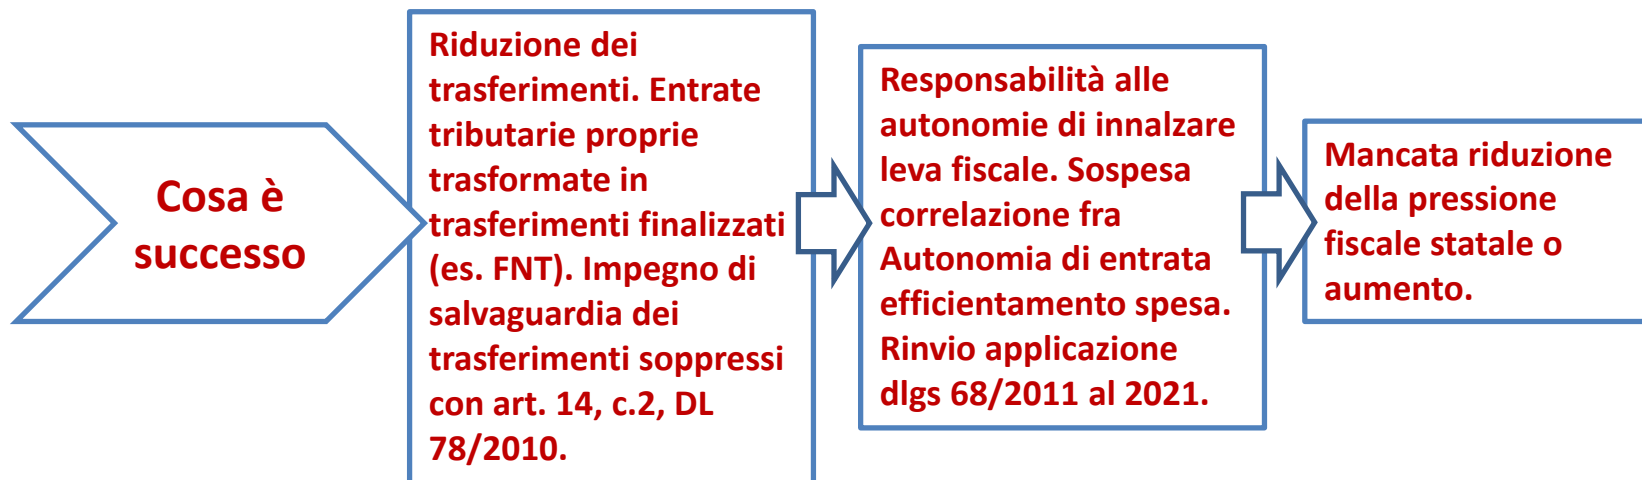 Cosa è
successo
Riduzione dei
trasferimenti. Entrate
tributarie proprie
trasformate in
trasferimenti finalizzati
(es. FNT). Impegno di
salvaguardia dei
trasferimenti soppressi
con art. 14, c.2, DL
78/2010.
Responsabilità alle
autonomie di innalzare
leva fiscale. Sospesa
correlazione fra
Autonomia di entrata
efficientamento spesa.
Rinvio applicazione
dlgs 68/2011 al 2021.
Mancata riduzione
della pressione
fiscale statale o
aumento.